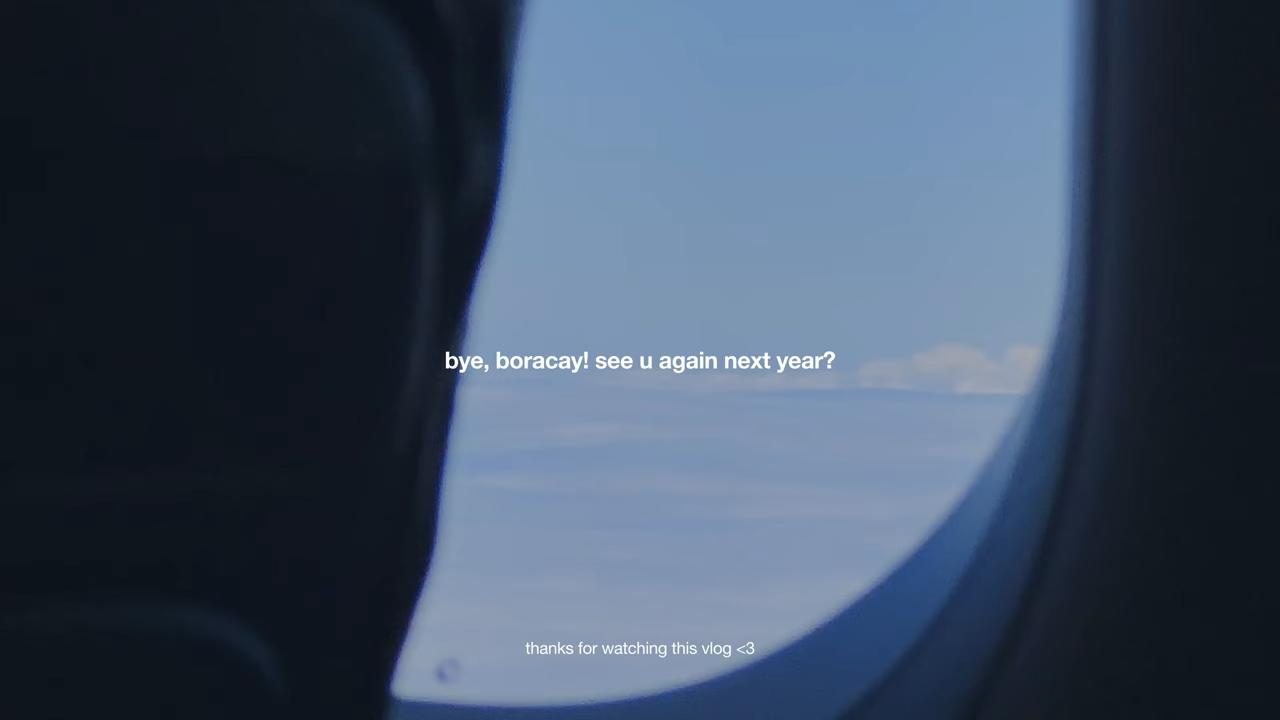 bye, boracay! see u again next year?
thanks for watching this vlog <3